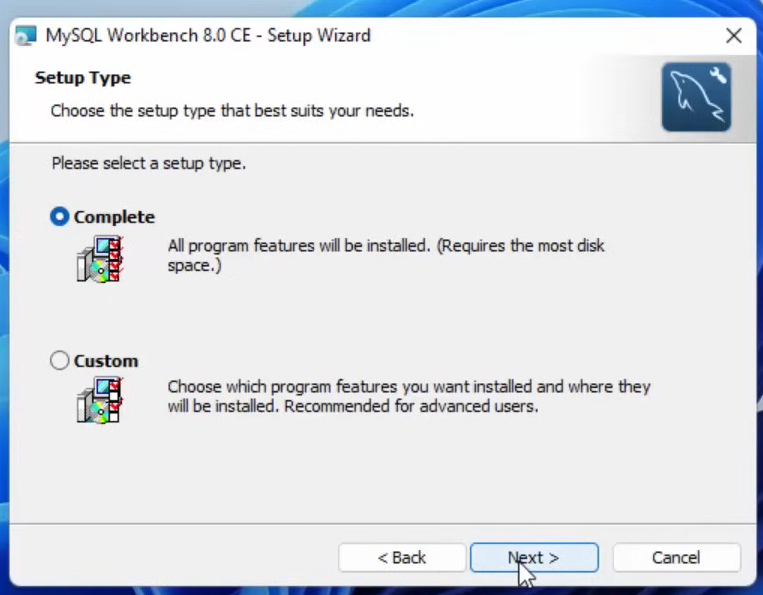 MySQL Workbench 8.0 CE - Setup Wizard
Setup Type
Choose the setup type that best suits your needs.
Please select a setup type.
Complete
All program features will be installed. (Requires the most disk
space.)
Custom
Choose which program features you want installed and where they
will be installed. Recommended for advanced users.
< Back
Next >
Cancel